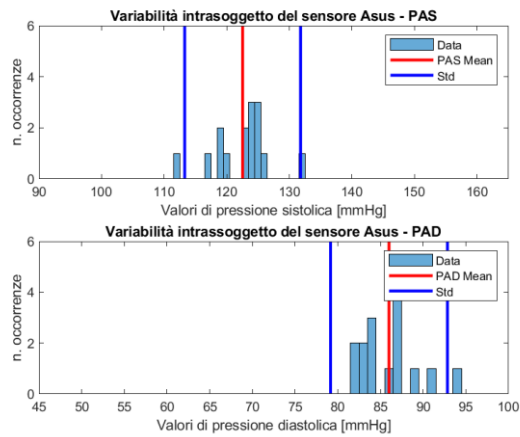 Variabilità intrasoggetto del sensore Asus - PAS
6
4
2
0
n. occorrenze
Data
PAS Mean
Std
90 100 110 120 130 140 150 160
Valori di pressione sistolica [mmHg]
Variabilità intrassoggetto del sensore Asus - PAD
6
4
2
0
n. occorrenze
Data
PAD Mean
Std
45 50 55 60 65 70 75 80 85 90 95 100
Valori di pressione diastolica [mmHg]